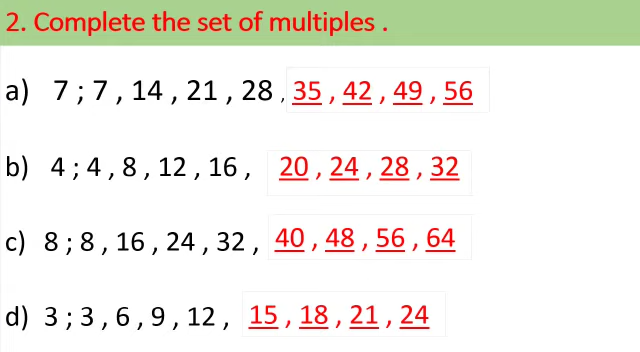 2. Complete the set of multiples .
a) 7 ; 7 , 14 , 21 , 28 , 35 , 42 , 49 , 56
b) 4 ; 4 , 8 , 12 , 16 , 20 , 24 , 28 , 32
c) 8 ; 8 , 16 , 24 , 32 , 40 , 48 , 56 , 64
d) 3 ; 3 , 6 , 9 , 12 , 15 , 18 , 21 , 24